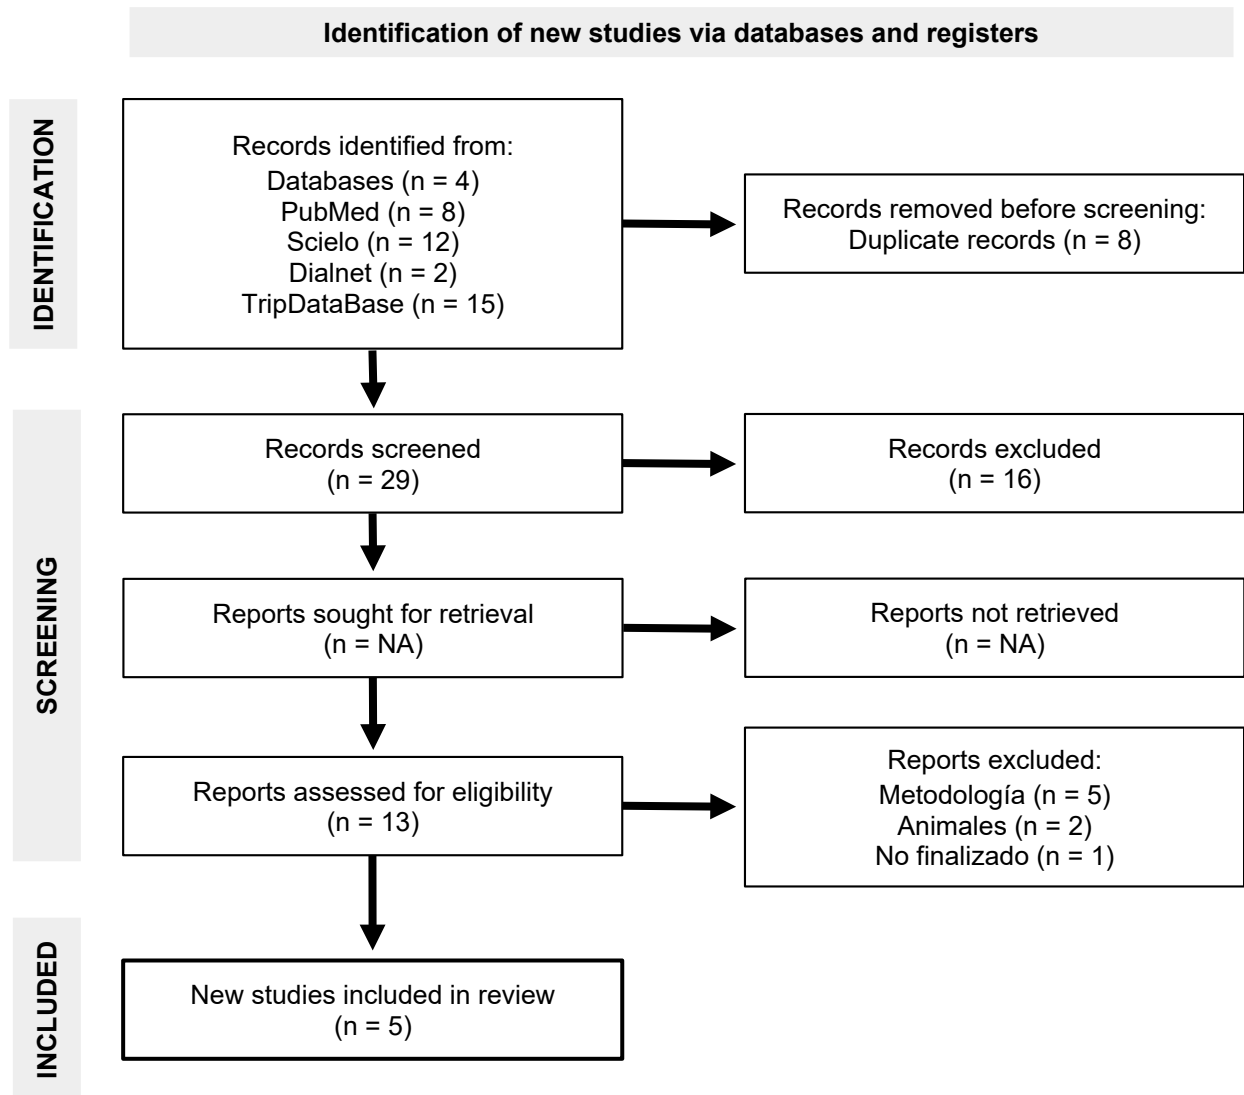 Identification of new studies via databases and registers
IDENTIFICATION
Records identified from:
Databases (n = 4)
PubMed (n = 8)
Scielo (n = 12)
Dialnet (n = 2)
TripDataBase (n = 15)
Records removed before screening:
Duplicate records (n = 8)
SCREENING
Records screened
(n = 29)
Records excluded
(n = 16)
Reports sought for retrieval
(n = NA)
Reports not retrieved
(n = NA)
Reports assessed for eligibility
(n = 13)
Reports excluded:
Metodología (n = 5)
Animales (n = 2)
No finalizado (n = 1)
INCLUDED
New studies included in review
(n = 5)